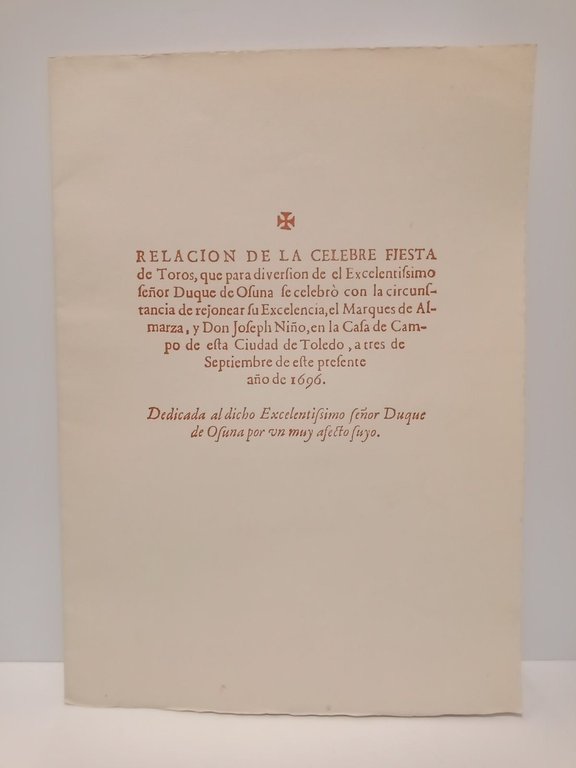 RELACION DE LA CELEBRE FIESTA
de Toros, que para diverſion de el Excelentiſsimo
ſeñor Duque de Oſuna ſe celebrò con la circunſ-
tancia de rejonear ſu Excelencia, el Marques de Al-
marza, y Don Joſeph Niño, en la Caſa de Cam-
po de eſta Ciudad de Toledo, a tres de
Septiembre de eſte preſente
año de 1696.
Dedicada al dicho Excelentiſsimo ſeñor Duque
de Oſuna por vn muy afecto ſuyo.